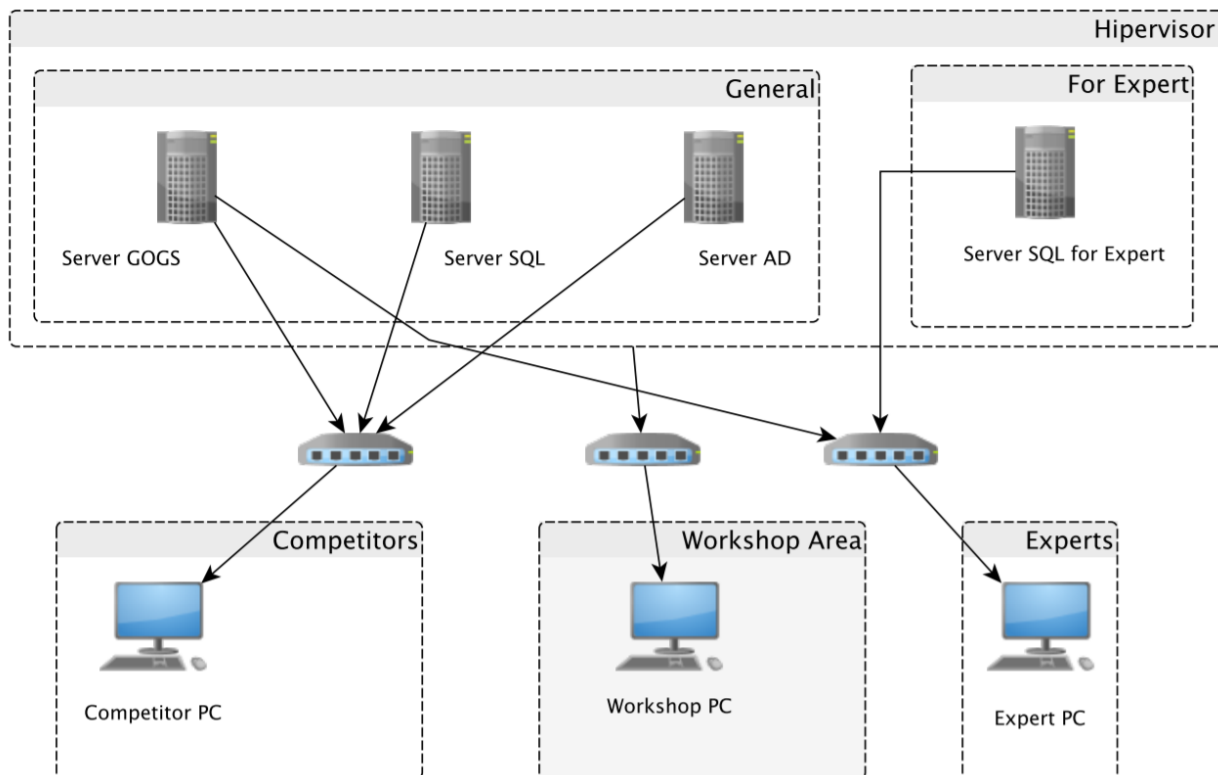 Hipervisor
General
For Expert
Server GOGS
Server SQL
Server AD
Server SQL for Expert
Competitors
Workshop Area
Experts
Competitor PC
Workshop PC
Expert PC